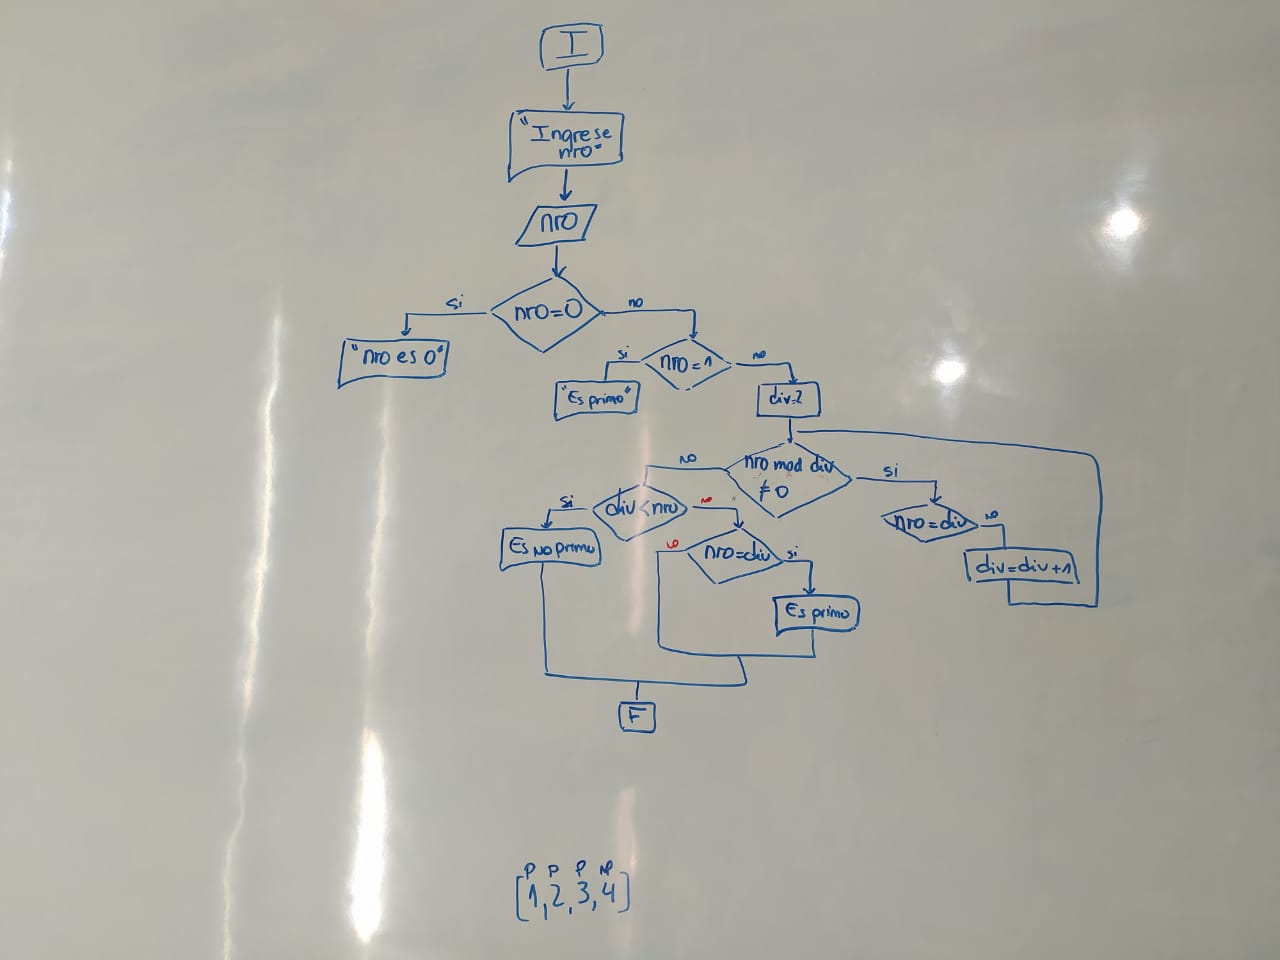 I
"Ingrese
nro"
nro
nro=0
si
no
"nro es 0"
nro=1
si
no
"Es primo"
div=2
nro mod div
≠0
NO
si
div<nro
si
no
nro=div
no
Es NO primo
nro=div
si
div=div+1
Es primo
F
P P P NP
[1,2,3,4]